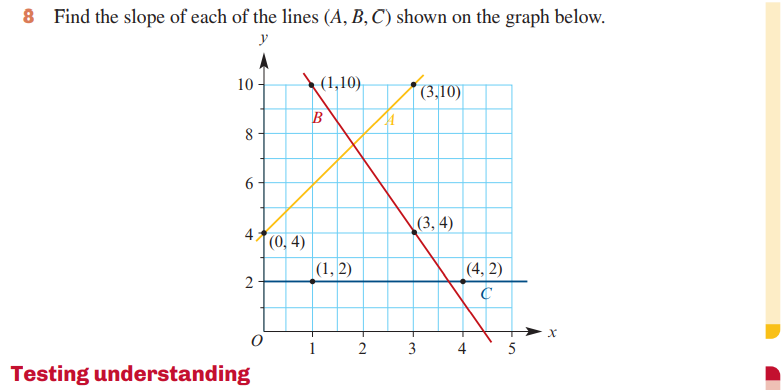 8 Find the slope of each of the lines (A, B, C) shown on the graph below.
y
10 (1,10) (3,10)
B A
8
6
4 (0, 4) (3, 4)
2 (1, 2) (4, 2)
C
O 1 2 3 4 5 x
Testing understanding